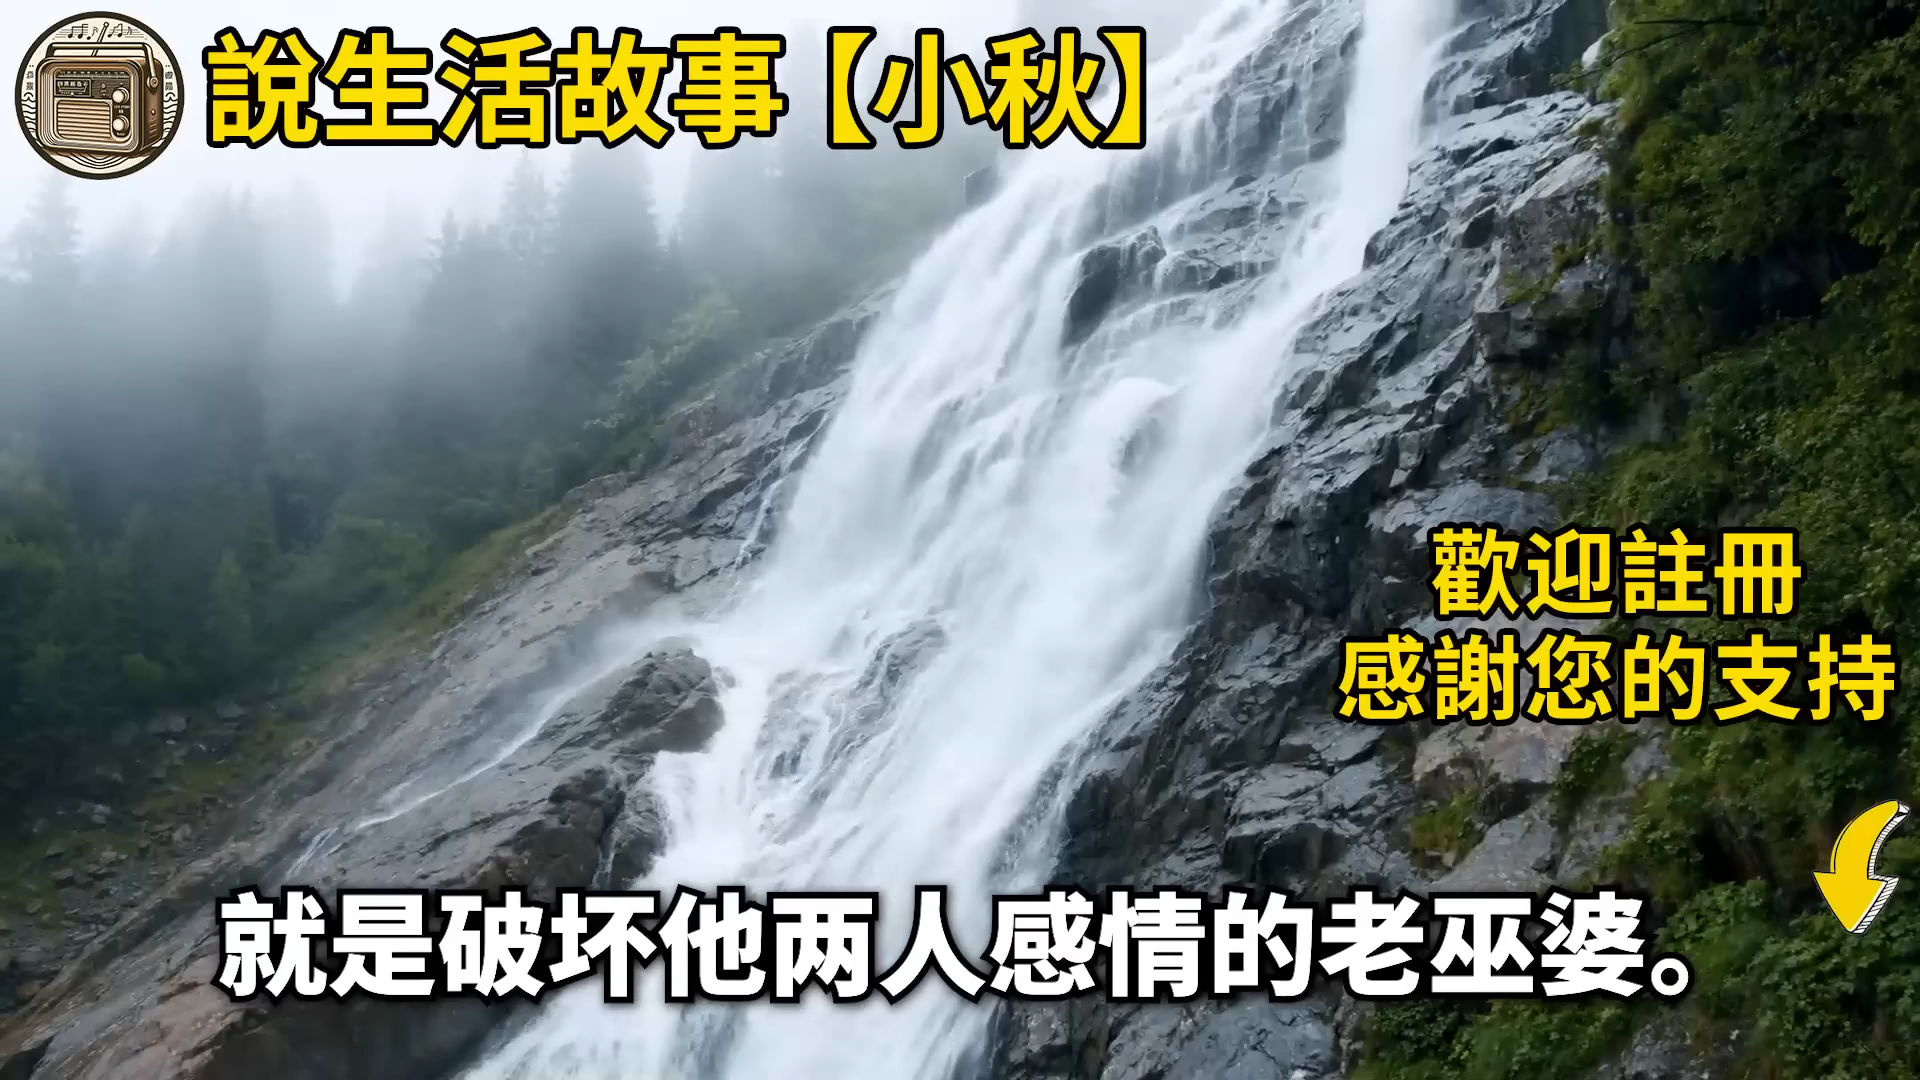 說生活故事【小秋】
歡迎註冊
感謝您的支持
就是破坏他两人感情的老巫婆。